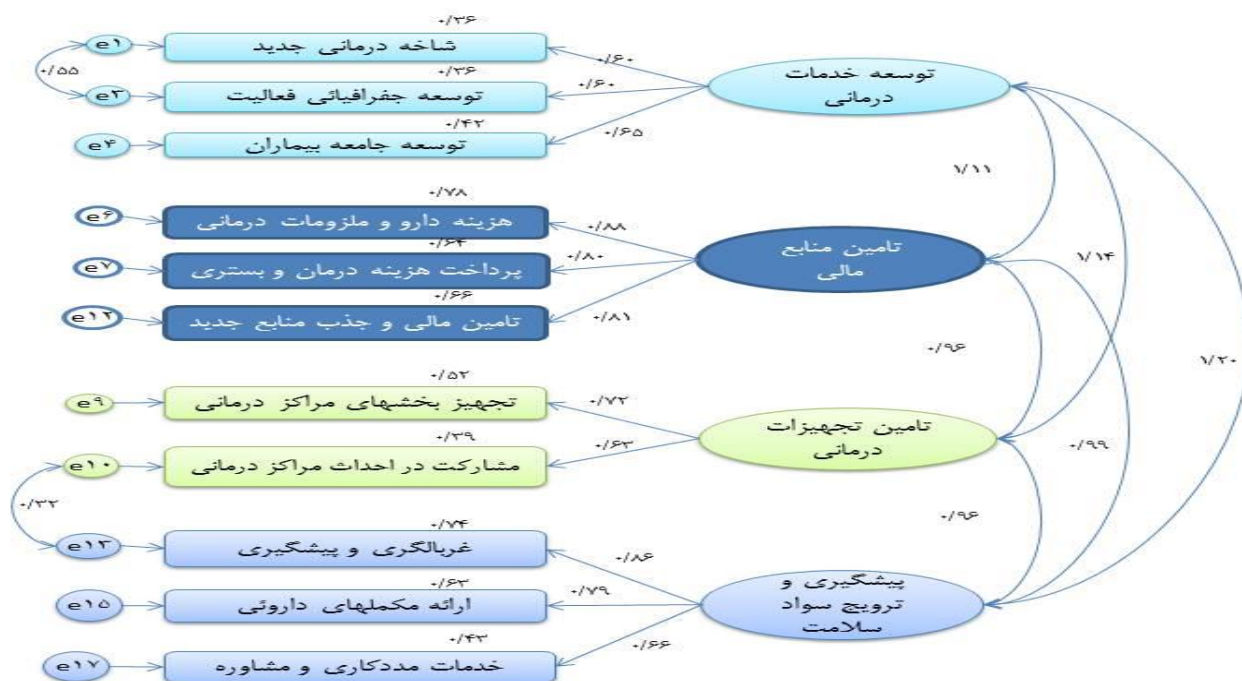 ۰/۳۶
e۱
شاخه درمانی جدید
۰/۶۰
توسعه خدمات
درمانی
۰/۵۵
۰/۳۶
e۳
توسعه جغرافیائی فعالیت
۰/۶۰
۰/۴۲
e۴
توسعه جامعه بیماران
۰/۶۵
۱/۱۱
۰/۷۸
e۶
هزینه دارو و ملزومات درمانی
۰/۸۸
تامین منابع
مالی
۱/۱۴
۰/۶۴
e۷
پرداخت هزینه درمان و بستری
۰/۸۰
۰/۶۶
e۱۲
تامین مالی و جذب منابع جدید
۰/۸۱
۰/۹۶
۱/۲۰
۰/۵۲
e۹
تجهیز بخشهای مراکز درمانی
۰/۷۲
تامین تجهیزات
درمانی
۰/۳۹
e۱۰
مشارکت در احداث مراکز درمانی
۰/۶۳
۰/۹۹
۰/۳۲
۰/۹۶
۰/۷۴
e۱۳
غربالگری و پیشگیری
۰/۸۶
پیشگیری و
ترویج سواد
سلامت
۰/۶۳
e۱۵
ارائه مکملهای داروئی
۰/۷۹
۰/۴۳
e۱۷
خدمات مددکاری و مشاوره
۰/۶۶